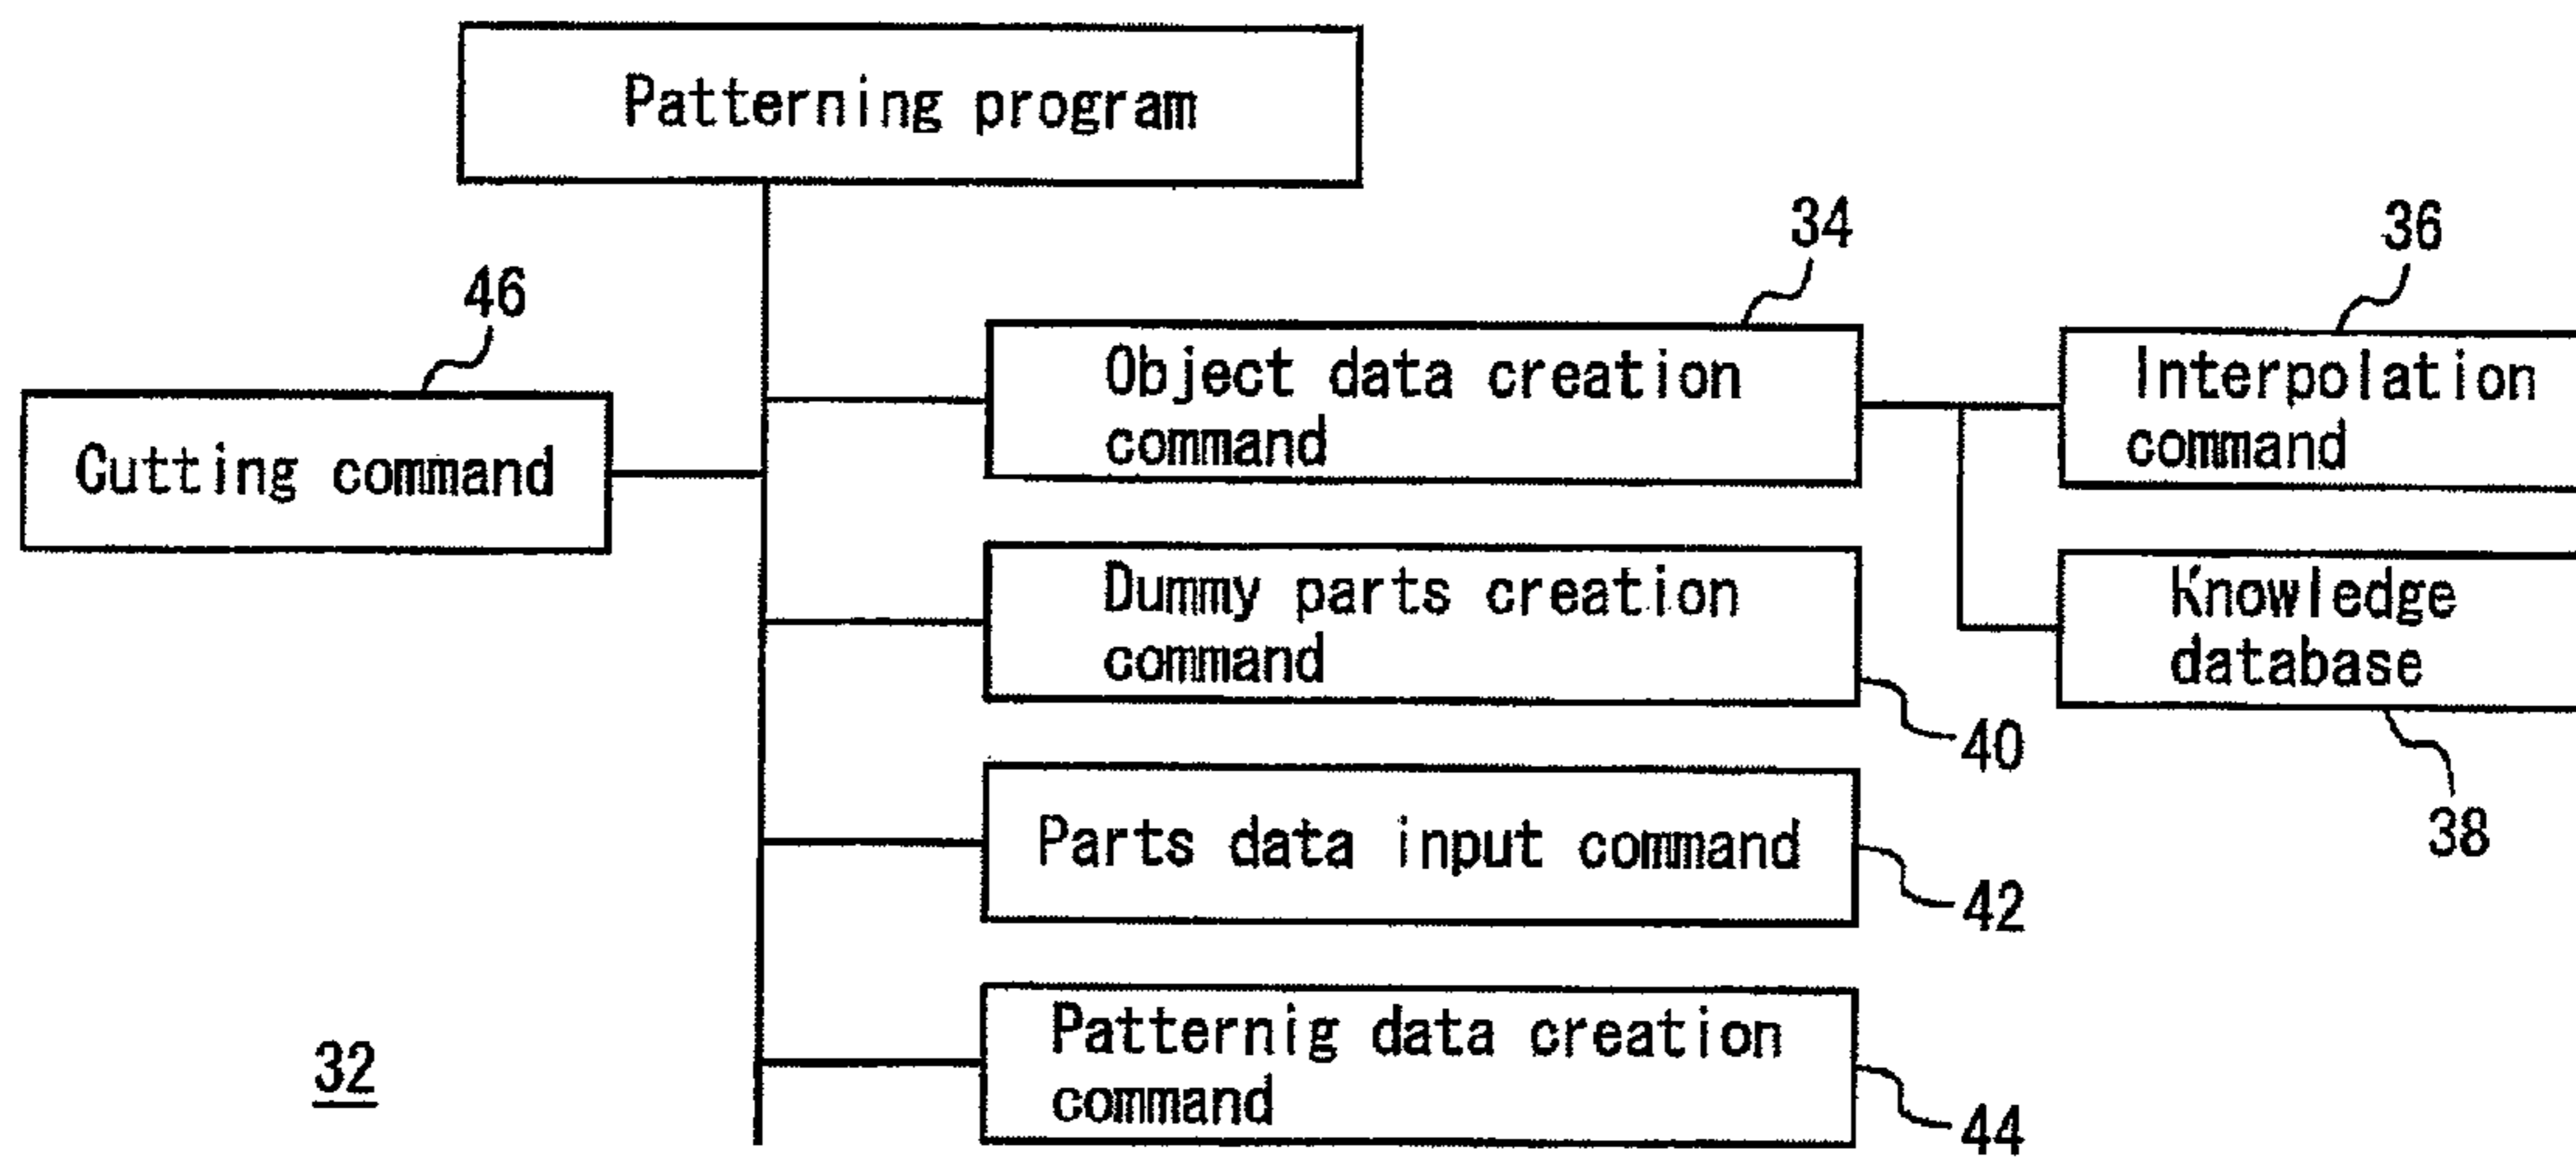 Patterning program
34
36
46
Object data creation
command
Interpolation
command
Cutting command
Dummy parts creation
command
Knowledge
database
40
38
Parts data input command
42
Patternig data creation
command
32
44